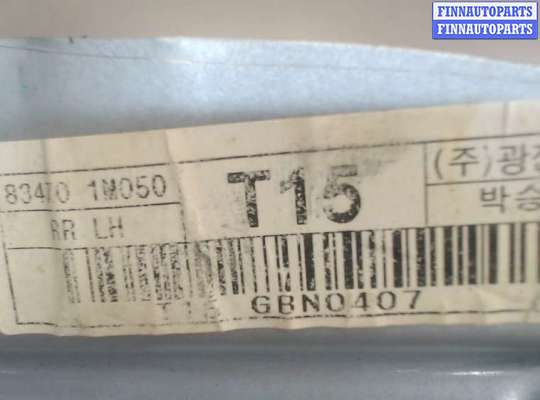 FINNAUTOPARTS
FINNAUTOPARTS
83470 1M050
T15
(주)광
RR LH
박승
GBN0407